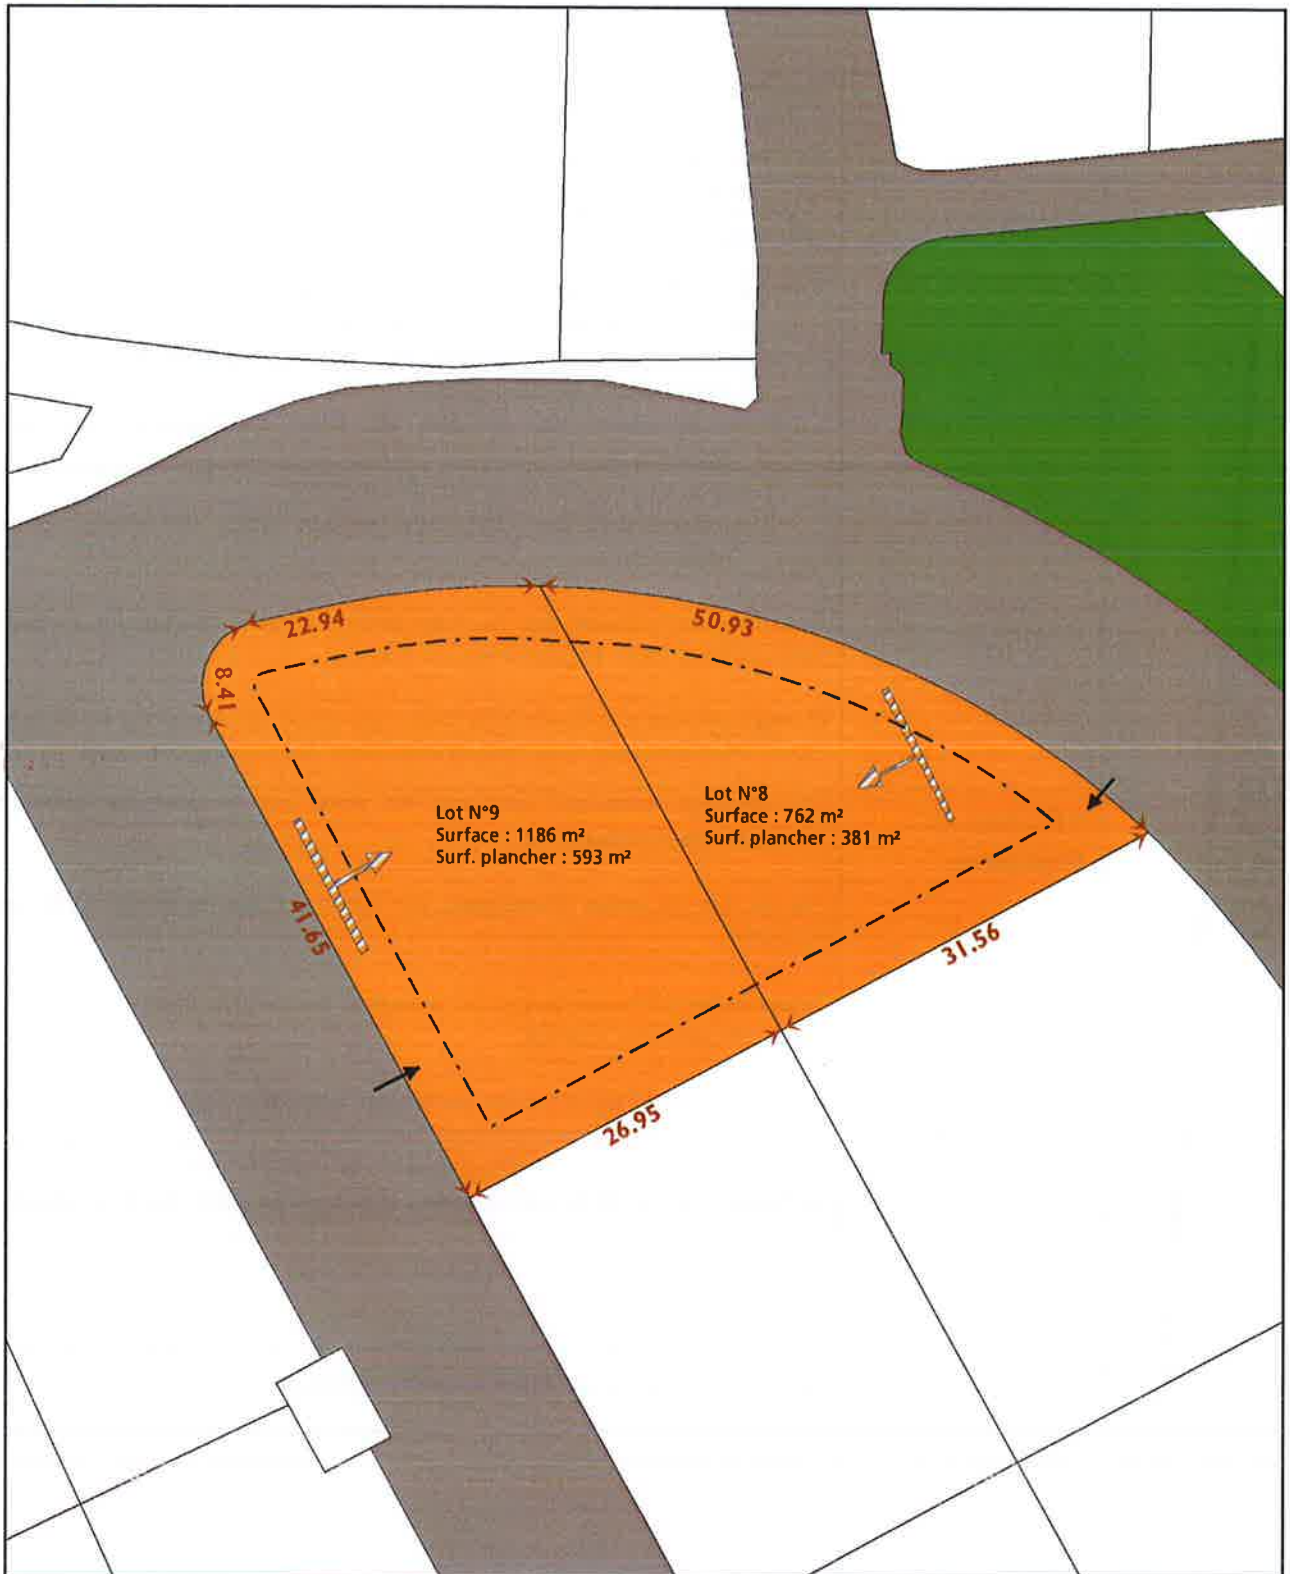 22.94
50.93
8.41
Lot N°9
Surface : 1186 m²
Surf. plancher : 593 m²
Lot N°8
Surface : 762 m²
Surf. plancher : 381 m²
41.65
31.56
26.95